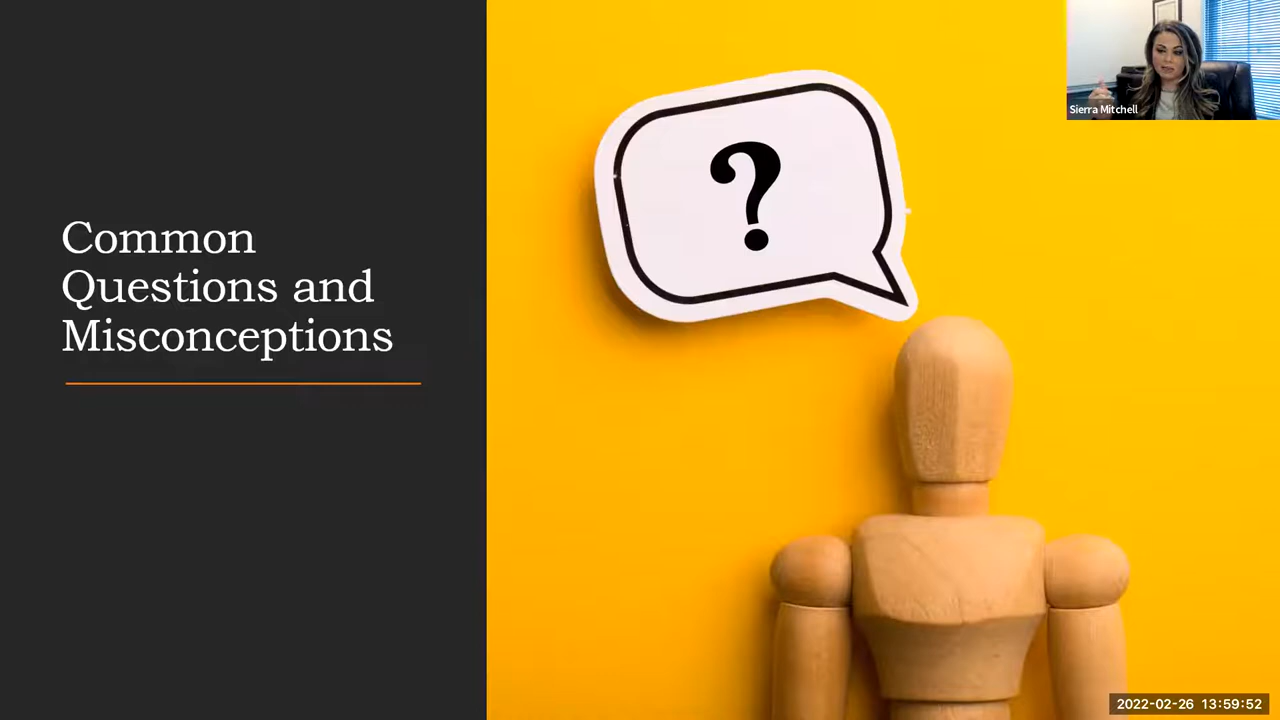 Common
Questions and
Misconceptions
?
Sierra Mitchell
2022-02-26 13:59:52